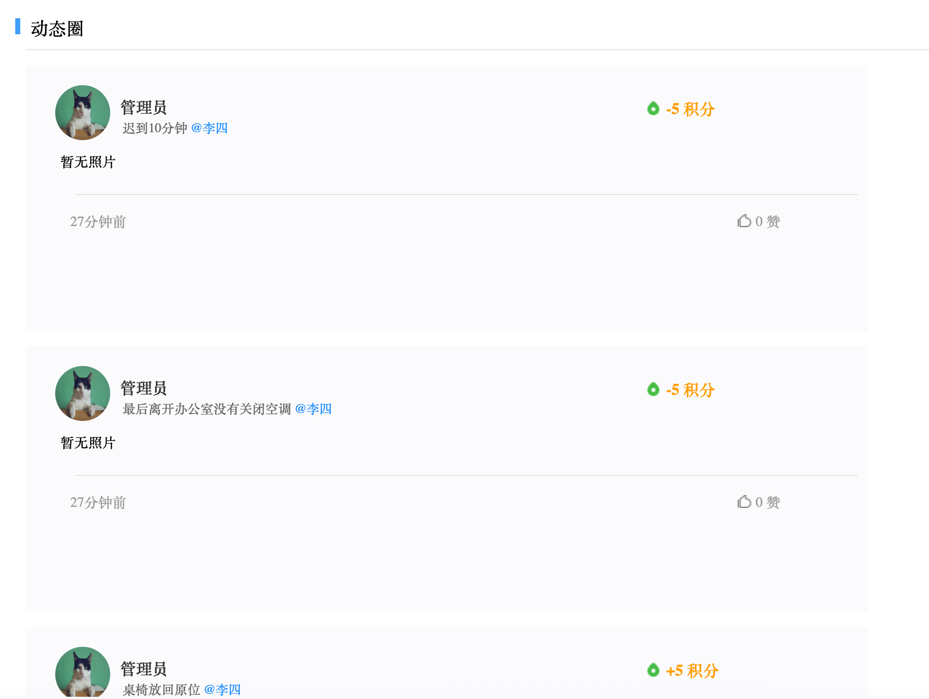 动态圈
管理员
-5 积分
迟到10分钟 @李四
暂无照片
27分钟前
0 赞
管理员
-5 积分
最后离开办公室没有关闭空调 @李四
暂无照片
27分钟前
0 赞
管理员
+5 积分
桌椅放回原位 @李四